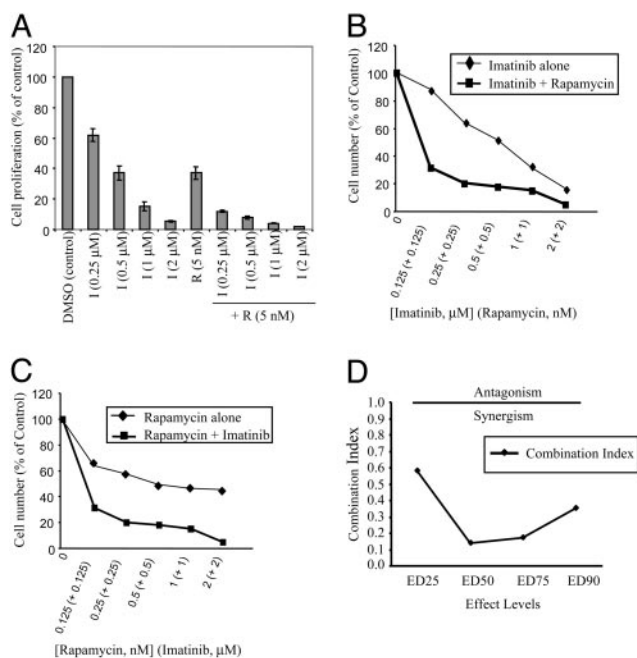 A
Cell proliferation (% of Control)
120
100
80
60
40
20
0
DMSO (control)
I (0.25 μM)
I (0.5 μM)
I (1 μM)
I (2 μM)
R (5 nM)
I (0.25 μM)
I (0.5 μM)
I (1 μM)
I (2 μM)
+ R (5 nM)
B
Cell number (% of Control)
120
100
80
60
40
20
0
Imatinib alone
Imatinib + Rapamycin
0
0.125 (+ 0.125)
0.25 (+ 0.25)
0.5 (+ 0.5)
1 (+ 1)
2 (+ 2)
[Imatinib, μM] (Rapamycin, nM)
C
Cell number (% of Control)
120
100
80
60
40
20
0
Rapamycin alone
Rapamycin + Imatinib
0
0.125 (+ 0.125)
0.25 (+ 0.25)
0.5 (+ 0.5)
1 (+ 1)
2 (+ 2)
[Rapamycin, nM] (Imatinib, μM)
D
Antagonism
Synergism
Combination Index
1.0
0.9
0.8
0.7
0.6
0.5
0.4
0.3
0.2
0.1
0.0
Combination Index
ED25 ED50 ED75 ED90
Effect Levels